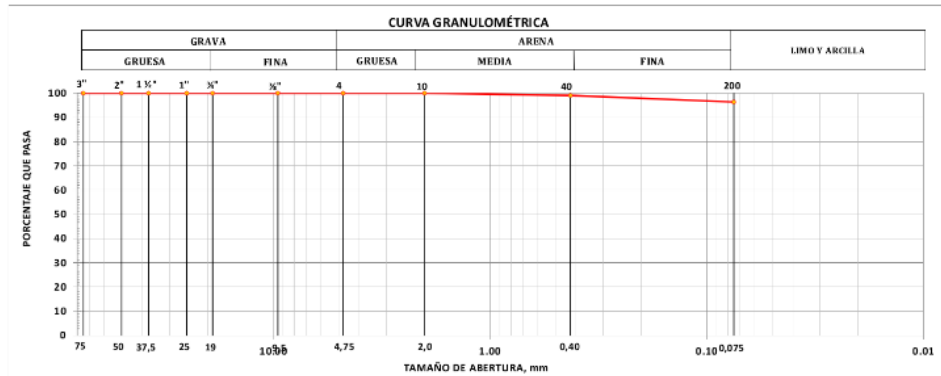 CURVA GRANULOMÉTRICA
GRAVA ARENA LIMO Y ARCILLA
GRUESA FINA GRUESA MEDIA FINA
3" 2" 1 ½" 1" ¾" ⅜" 4 10 40 200
100
90
80
70
60
50
40
30
20
10
0
PORCENTAJE QUE PASA
75 50 37,5 25 19 10.00 9,5 4,75 2,0 1.00 0,40 0.10 0,075 0.01
TAMAÑO DE ABERTURA, mm